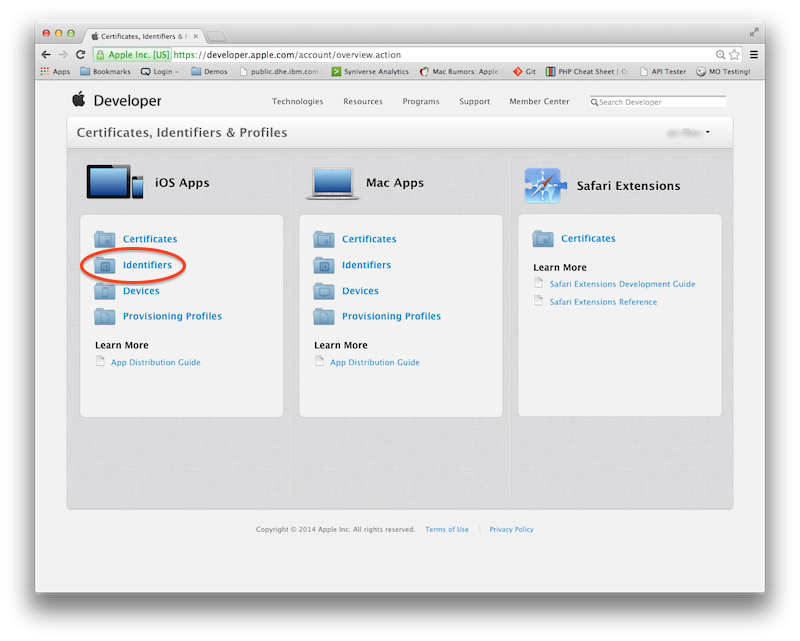 Certificates, Identifiers & P
Apple Inc. [US] https://developer.apple.com/account/overview.action
Apps Bookmarks Login Demos public.dhe.ibm.com Syniverse Analytics Mac Rumors: Apple Git PHP Cheat Sheet | API Tester MO Testing!
Developer
Technologies Resources Programs Support Member Center Search Developer
Certificates, Identifiers & Profiles
iOS Apps
Certificates
Identifiers
Devices
Provisioning Profiles
Learn More
App Distribution Guide
Mac Apps
Certificates
Identifiers
Devices
Provisioning Profiles
Learn More
App Distribution Guide
Safari Extensions
Certificates
Learn More
Safari Extensions Development Guide
Safari Extensions Reference
Copyright © 2014 Apple Inc. All rights reserved. Terms of Use Privacy Policy